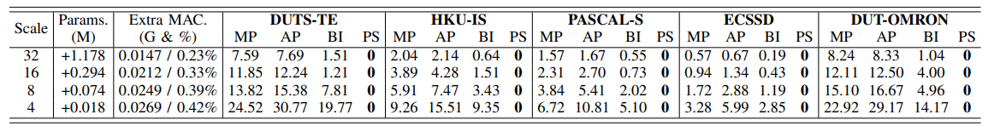 Scale Params. Extra MAC. DUTS-TE HKU-IS PASCAL-S ECSSD DUT-OMRON
(M) (G & %) MP AP BI PS MP AP BI PS MP AP BI PS MP AP BI PS MP AP BI PS
32 +1.178 0.0147 / 0.23% 7.59 7.69 1.51 0 2.04 2.14 0.64 0 1.57 1.67 0.55 0 0.57 0.67 0.19 0 8.24 8.33 1.04 0
16 +0.294 0.0212 / 0.33% 11.85 12.24 1.21 0 3.89 4.28 1.51 0 2.31 2.70 0.73 0 0.94 1.34 0.43 0 12.11 12.50 4.00 0
8 +0.074 0.0249 / 0.39% 13.82 15.38 7.81 0 5.91 7.47 3.43 0 3.84 5.41 2.02 0 1.72 2.88 1.19 0 15.10 16.67 4.96 0
4 +0.018 0.0269 / 0.42% 24.52 30.77 19.77 0 9.26 15.51 9.35 0 6.72 10.81 5.10 0 3.28 5.99 2.85 0 22.92 29.17 14.17 0